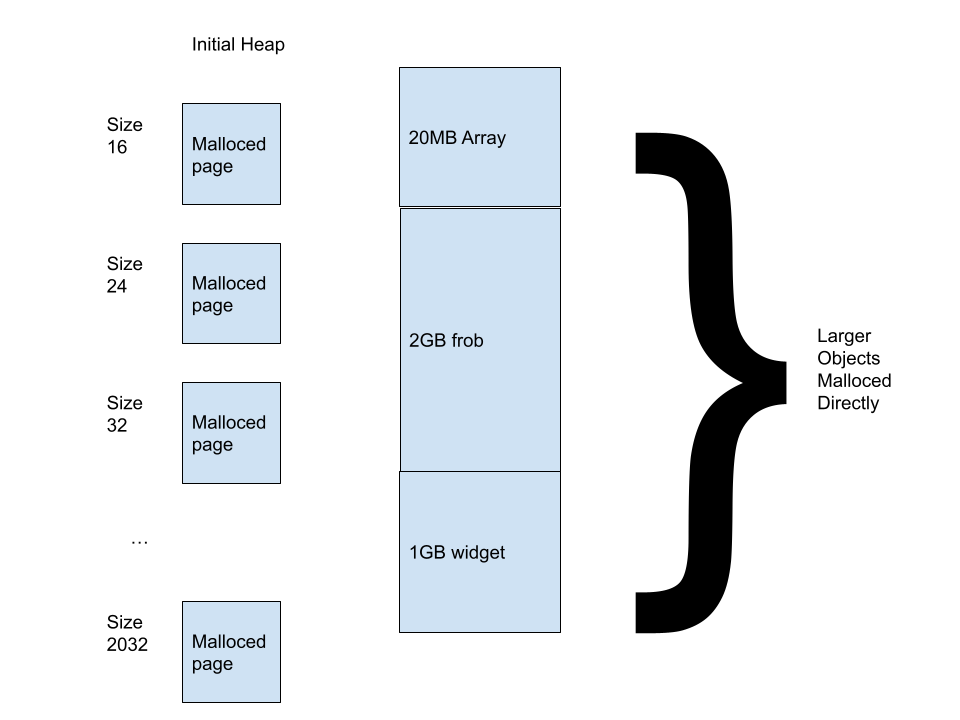 Initial Heap
Size
16
Malloced
page
Size
24
Malloced
page
Size
32
Malloced
page
...
Size
2032
Malloced
page
20MB Array
2GB frob
1GB widget
}
Larger
Objects
Malloced
Directly